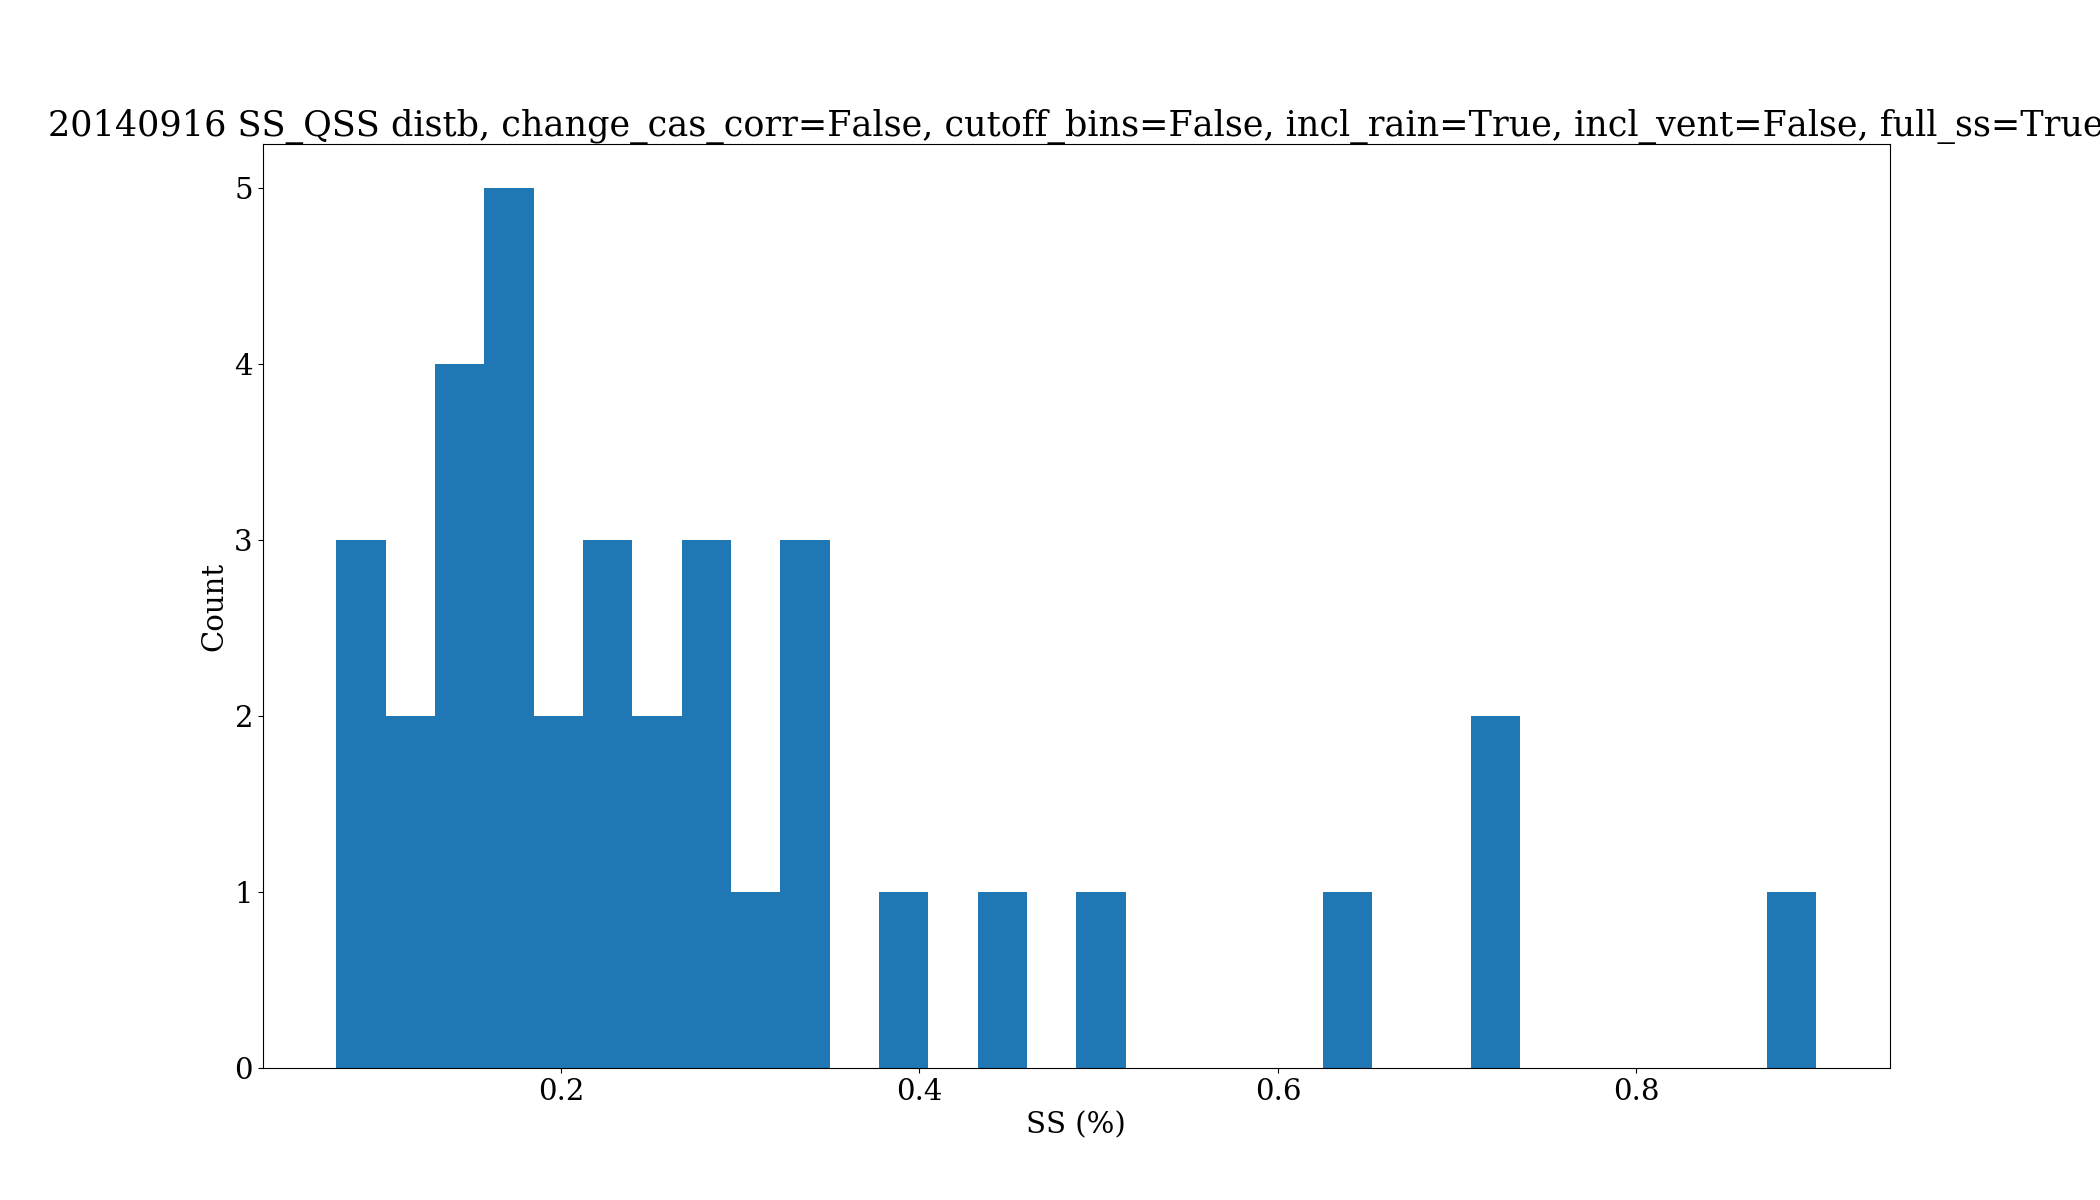 20140916 SS_QSS distb, change_cas_corr=False, cutoff_bins=False, incl_rain=True, incl_vent=False, full_ss=True
5
4
3
2
1
0
Count
0.2 0.4 0.6 0.8
SS (%)